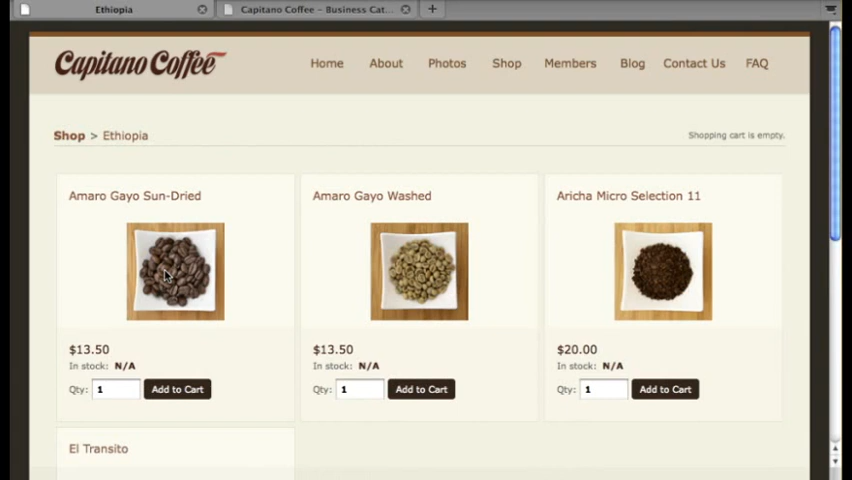 Ethiopia
Capitano Coffee – Business Cat...
Capitano Coffee
Home About Photos Shop Members Blog Contact Us FAQ
Shop > Ethiopia
Shopping cart is empty.
Amaro Gayo Sun-Dried
$13.50
In stock: N/A
Qty: 1 Add to Cart
Amaro Gayo Washed
$13.50
In stock: N/A
Qty: 1 Add to Cart
Aricha Micro Selection 11
$20.00
In stock: N/A
Qty: 1 Add to Cart
El Transito